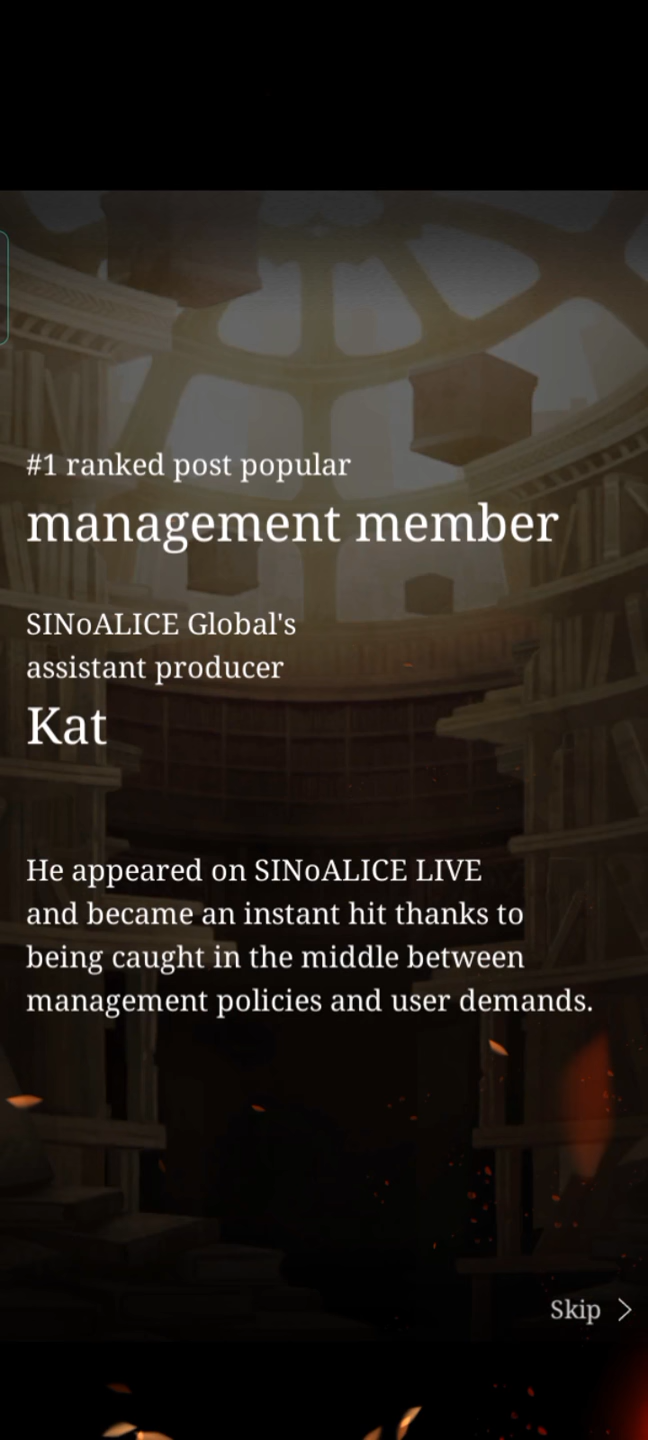 #1 ranked post popular
management member
SINoALICE Global's
assistant producer
Kat
He appeared on SINoALICE LIVE
and became an instant hit thanks to
being caught in the middle between
management policies and user demands.
Skip